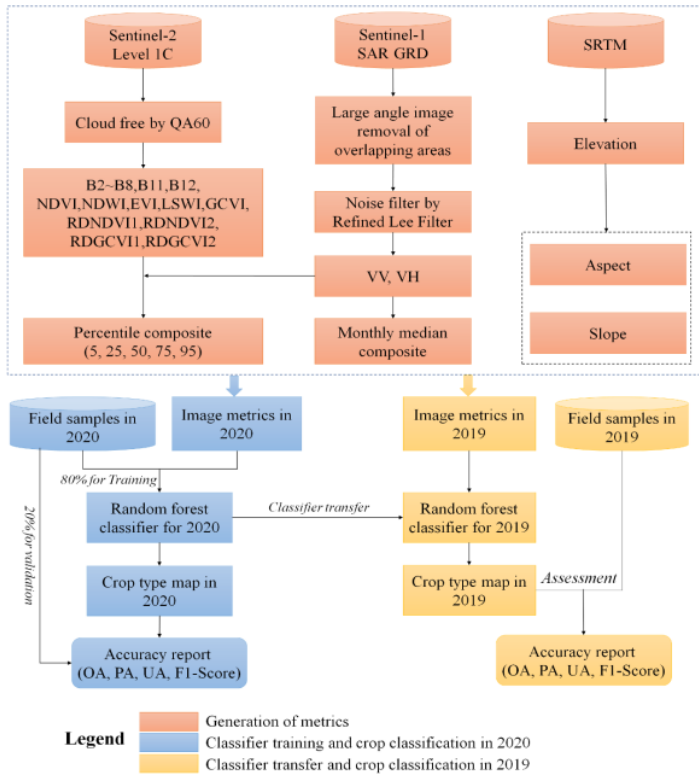 Sentinel-2
Level 1C
Sentinel-1
SAR GRD
SRTM
Cloud free by QA60
Large angle image
removal of
overlapping areas
Elevation
B2~B8,B11,B12,
NDVI,NDWI,EVI,LSWI,GCVI,
RDNDVI1,RDNDVI2,
RDGCVI1,RDGCVI2
Noise filter by
Refined Lee Filter
VV, VH
Aspect
Slope
Percentile composite
(5, 25, 50, 75, 95)
Monthly median
composite
Field samples in
2020
Image metrics in
2020
Image metrics in
2019
Field samples in
2019
80% for Training
20% for validation
Random forest
classifier for 2020
Classifier transfer
Random forest
classifier for 2019
Crop type map in
2020
Crop type map in
2019
Assessment
Accuracy report
(OA, PA, UA, F1-Score)
Accuracy report
(OA, PA, UA, F1-Score)
Legend
Generation of metrics
Classifier training and crop classification in 2020
Classifier transfer and crop classification in 2019